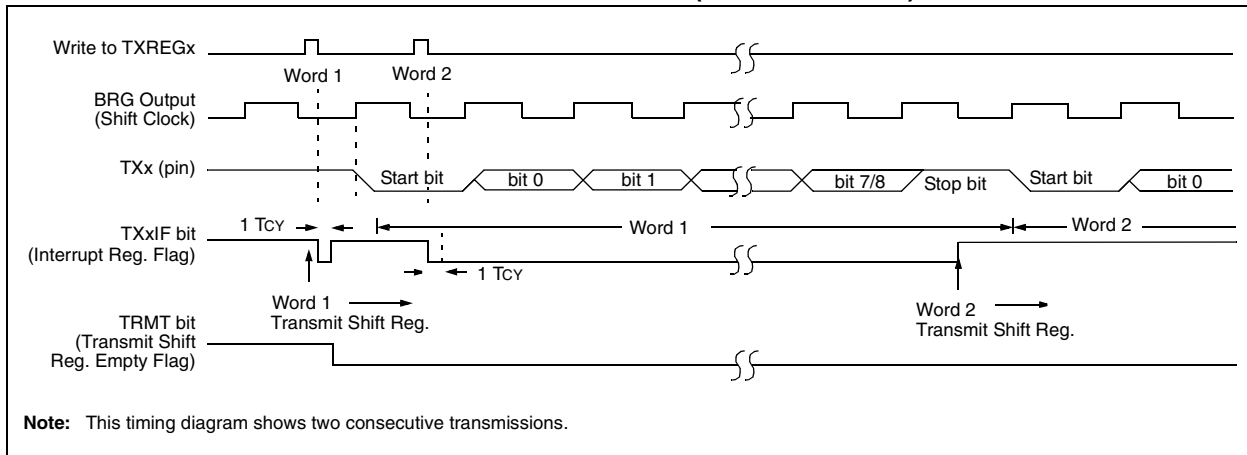 Write to TXREGx
Word 1
Word 2
BRG Output
(Shift Clock)
TXx (pin)
Start bit
bit 0
bit 1
bit 7/8
Stop bit
Start bit
bit 0
1 TCY
TXxIF bit
(Interrupt Reg. Flag)
Word 1
Word 2
1 TCY
Word 1
Transmit Shift Reg.
Word 2
Transmit Shift Reg.
TRMT bit
(Transmit Shift
Reg. Empty Flag)
Note: This timing diagram shows two consecutive transmissions.